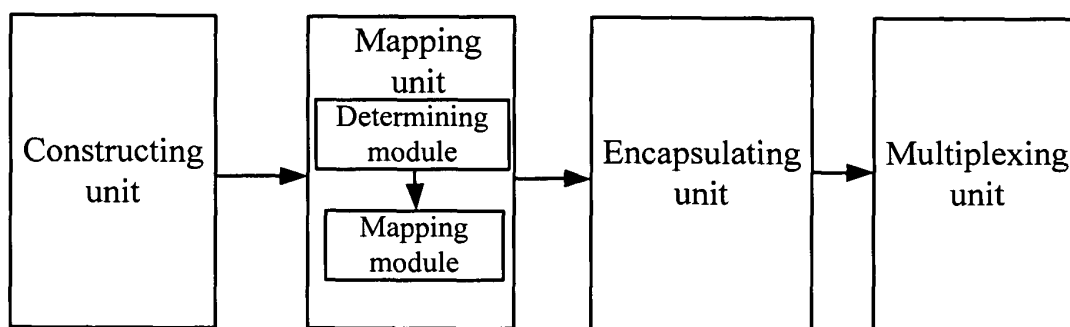 Constructing
unit
Mapping
unit
Determining
module
Mapping
module
Encapsulating
unit
Multiplexing
unit